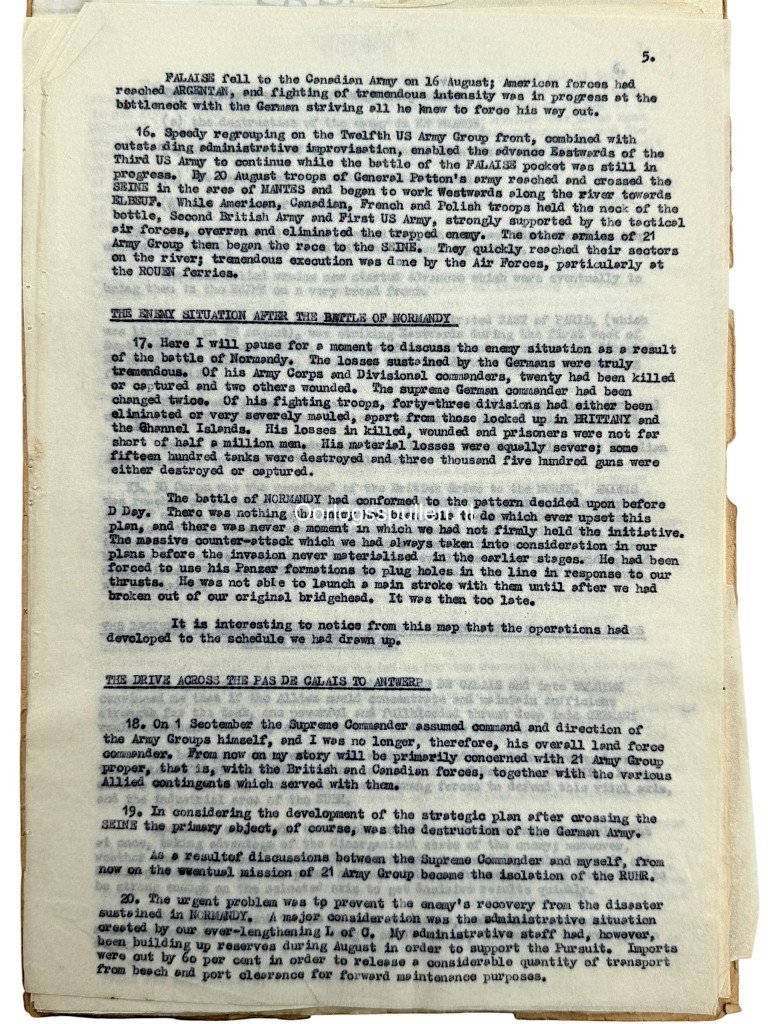 5.
FALAISE fell to the Canadian Army on 16 August; American forces had
reached ARGENTAN, and fighting of tremendous intensity was in progress at the
bottleneck with the German striving all he knew to force his way out.
16. Speedy regrouping on the Twelfth US Army Group front, combined with
outsta ding administrative improvisation, enabled the advance Eastwards of the
Third US Army to continue while the battle of the FALAISE pocket was still in
progress. By 20 August troops of General Patton's army reached and crossed the
SEINE in the area of MANTES and began to work Westwards along the river towards
ELBEUF. While American, Canadian, French and Polish troops held the neck of the
bottle, Second British Army and First US Army, strongly supported by the tactical
air forces, overran and eliminated the trapped enemy. The other armies of 21
Army Group then began the race to the SEINE. They quickly reached their sectors
on the river; tremendous execution was done by the Air Forces, particularly at
the ROUEN ferries.
THE ENEMY SITUATION AFTER THE BATTLE OF NORMANDY
17. Here I will pause for a moment to discuss the enemy situation as a result
of the battle of Normandy. The losses sustained by the Germans were truly
tremendous. Of his Army Corps and Divisional commanders, twenty had been killed
or captured and two others wounded. The supreme German commander had been
changed twice. Of his fighting troops, forty-three divisions had either been
eliminated or very severely mauled, apart from those locked up in BRITTANY and
the Channel Islands. His losses in killed, wounded and prisoners were not far
short of half a million men. His material losses were equally severe; some
fifteen hundred tanks were destroyed and three thousand five hundred guns were
either destroyed or captured.
The battle of NORMANDY had conformed to the pattern decided upon before
D Day. There was nothing the to do which ever upset this
plan, and there was never a moment in which we had not firmly held the initiative.
The massive counter-attack which we had always taken into consideration in our
plans before the invasion never materialised in the earlier stages. He had been
forced to use his Panzer formations to plug holes in the line in response to our
thrusts. He was not able to launch a main stroke with them until after we had
broken out of our original bridgehead. It was then too late.
It is interesting to notice from this map that the operations had
developed to the schedule we had drawn up.
THE DRIVE ACROSS THE PAS DE CALAIS TO ANTWERP
18. On 1 September the Supreme Commander assumed command and direction of
the Army Groups himself, and I was no longer, therefore, his overall land force
commander. From now on my story will be primarily concerned with 21 Army Group
proper, that is, with the British and Canadian forces, together with the various
Allied contingents which served with them.
19. In considering the development of the strategic plan after crossing the
SEINE the primary object, of course, was the destruction of the German Army.
As a resultof discussions between the Supreme Commander and myself, from
now on the eventual mission of 21 Army Group became the isolation of the RUHR.
20. The urgent problem was to prevent the enemy's recovery from the disaster
sustained in NORMANDY. A major consideration was the administrative situation
created by our ever-lengthening L of C. My administrative staff had, however,
been building up reserves during August in order to support the Pursuit. Imports
were cut by 60 per cent in order to release a considerable quantity of transport
from beach and port clearance for forward maintenance purposes.